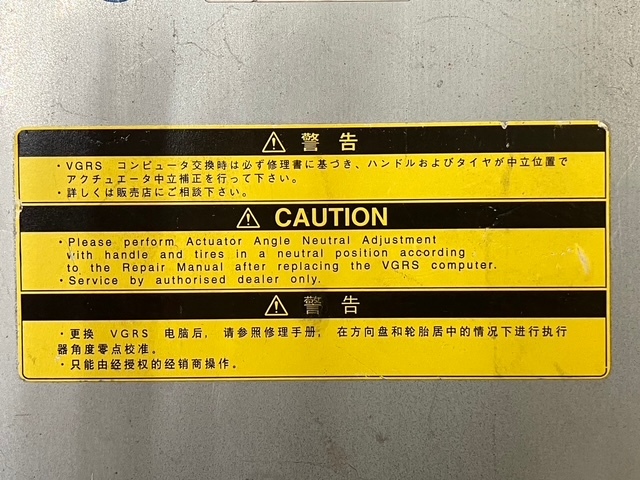 ⚠ 警告
・VGRS コンピュータ交換時は必ず修理書に基づき、ハンドルおよびタイヤが中立位置で
アクチュエータ中立補正を行って下さい。
・詳しくは販売店にご相談下さい。
⚠ CAUTION
・Please perform Actuator Angle Neutral Adjustment
with handle and tires in a neutral position according
to the Repair Manual after replacing the VGRS computer.
・Service by authorised dealer only.
⚠ 警告
・更换 VGRS 电脑后, 请参照修理手册, 在方向盘和轮胎居中的情况下进行执行
器角度零点校准。
・只能由经授权的经销商操作。